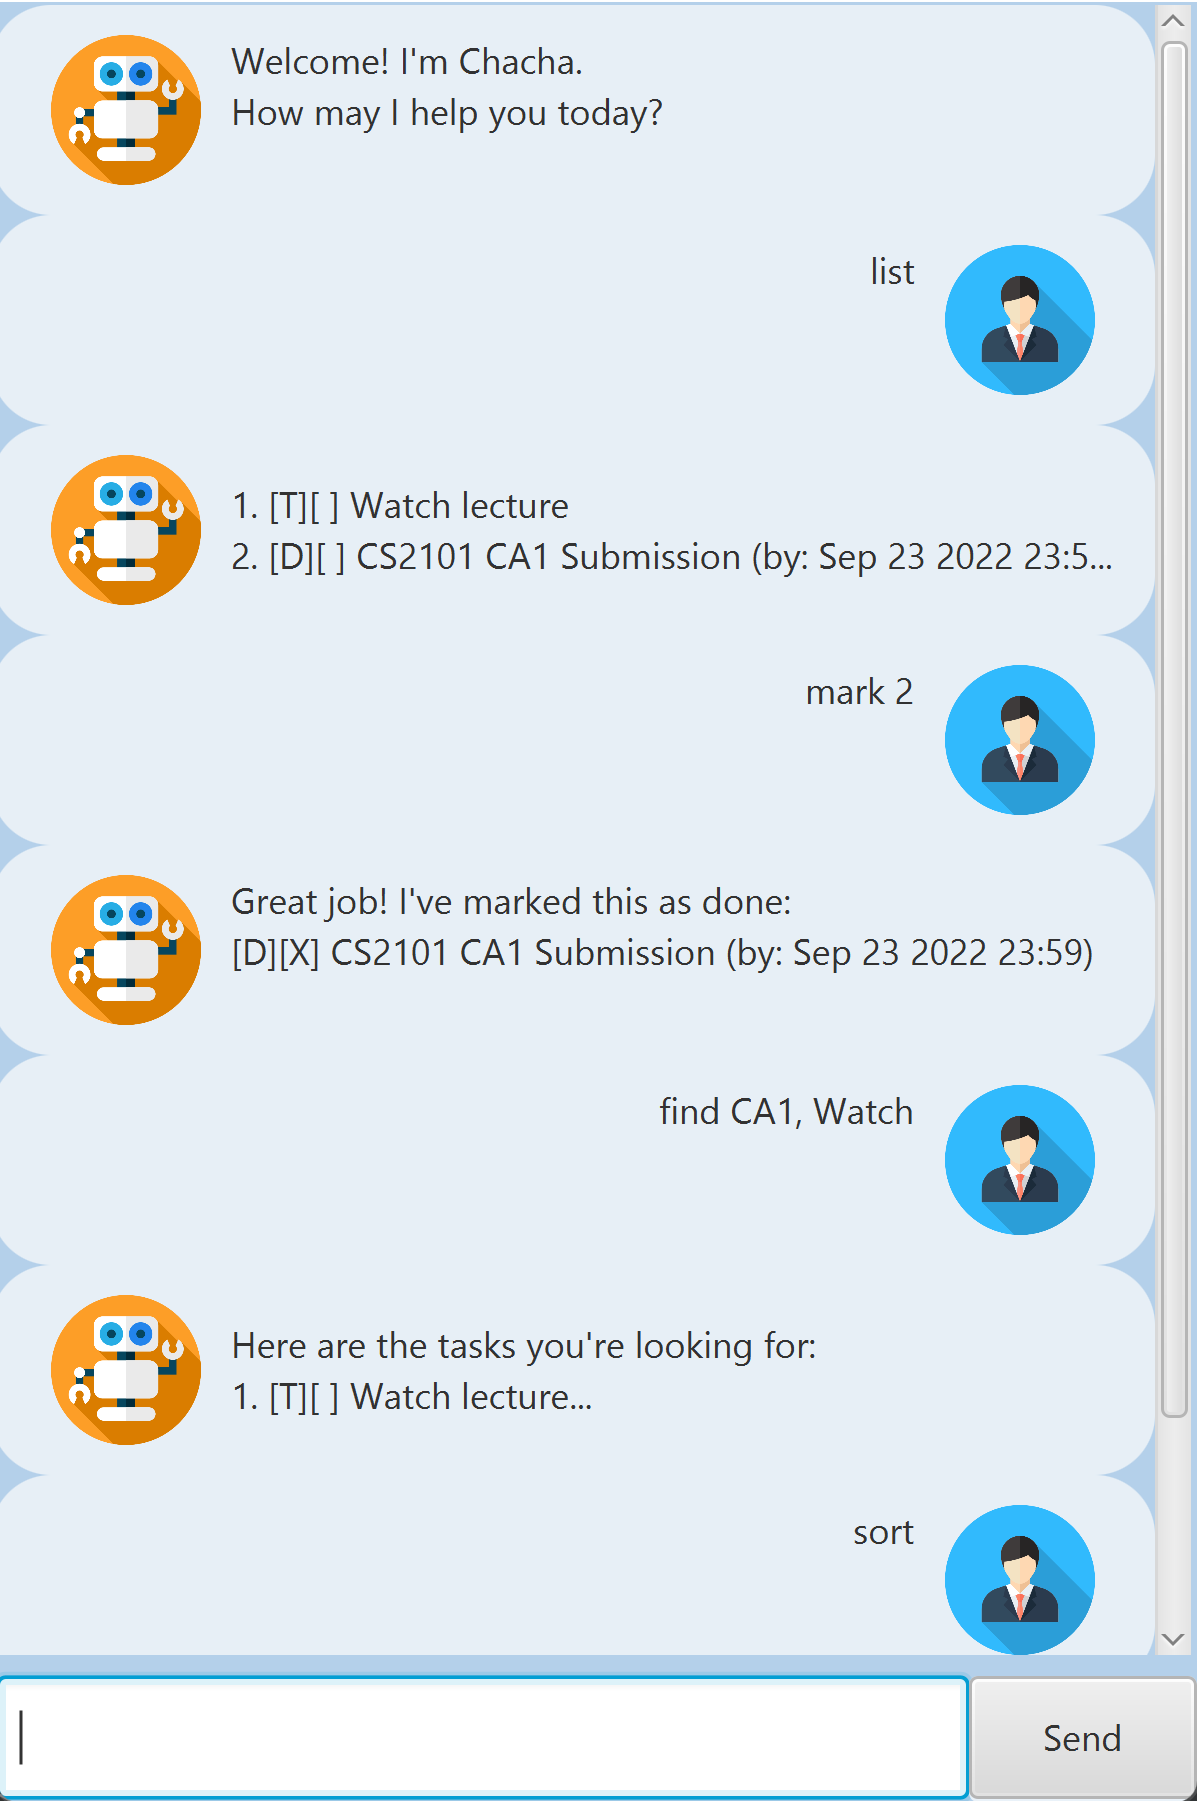 Welcome! I'm Chacha.
How may I help you today?
list
1. [T][ ] Watch lecture
2. [D][ ] CS2101 CA1 Submission (by: Sep 23 2022 23:5...
mark 2
Great job! I've marked this as done:
[D][X] CS2101 CA1 Submission (by: Sep 23 2022 23:59)
find CA1, Watch
Here are the tasks you're looking for:
1. [T][ ] Watch lecture...
sort
Send